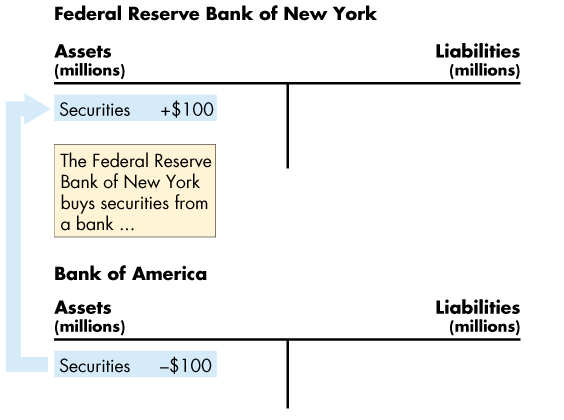 Federal Reserve Bank of New York
Assets Liabilities
(millions) (millions)
Securities +$100
The Federal Reserve
Bank of New York
buys securities from
a bank ...
Bank of America
Assets Liabilities
(millions) (millions)
Securities –$100